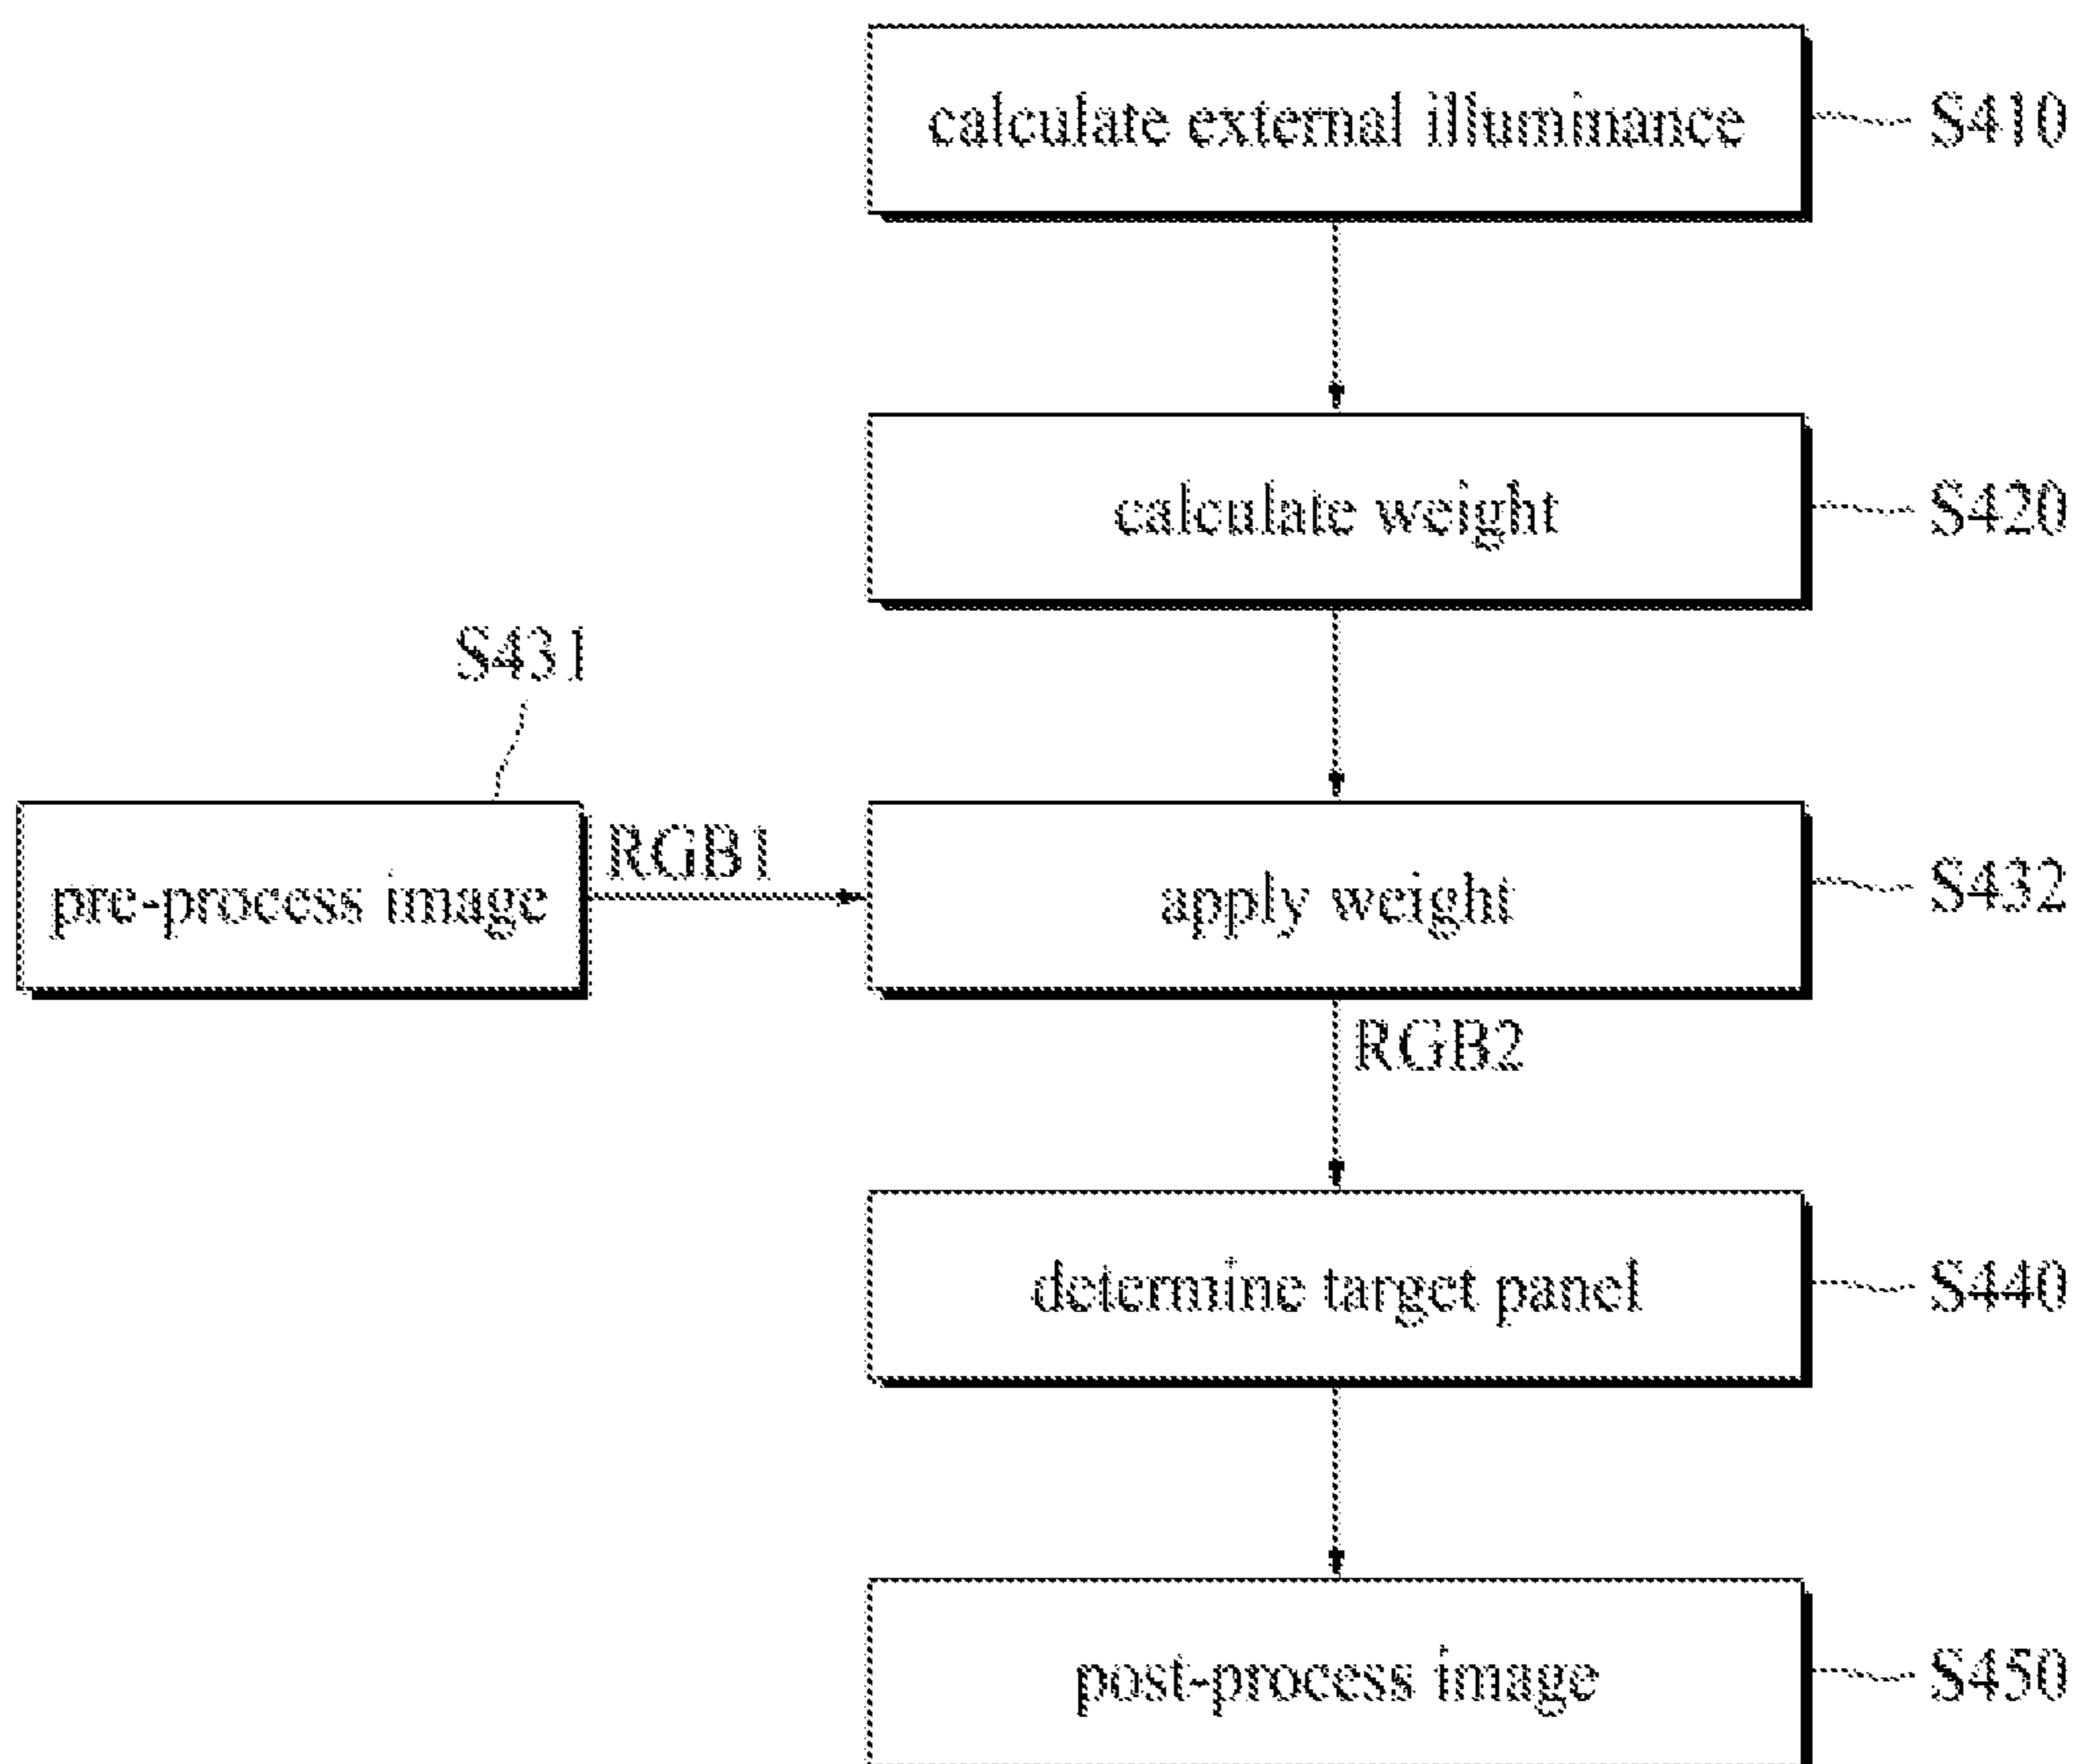 calculate external illuminance
S410
calculate weight
S420
S431
pre-process image
RGB1
apply weight
S432
RGB2
determine target panel
S440
post-process image
S450